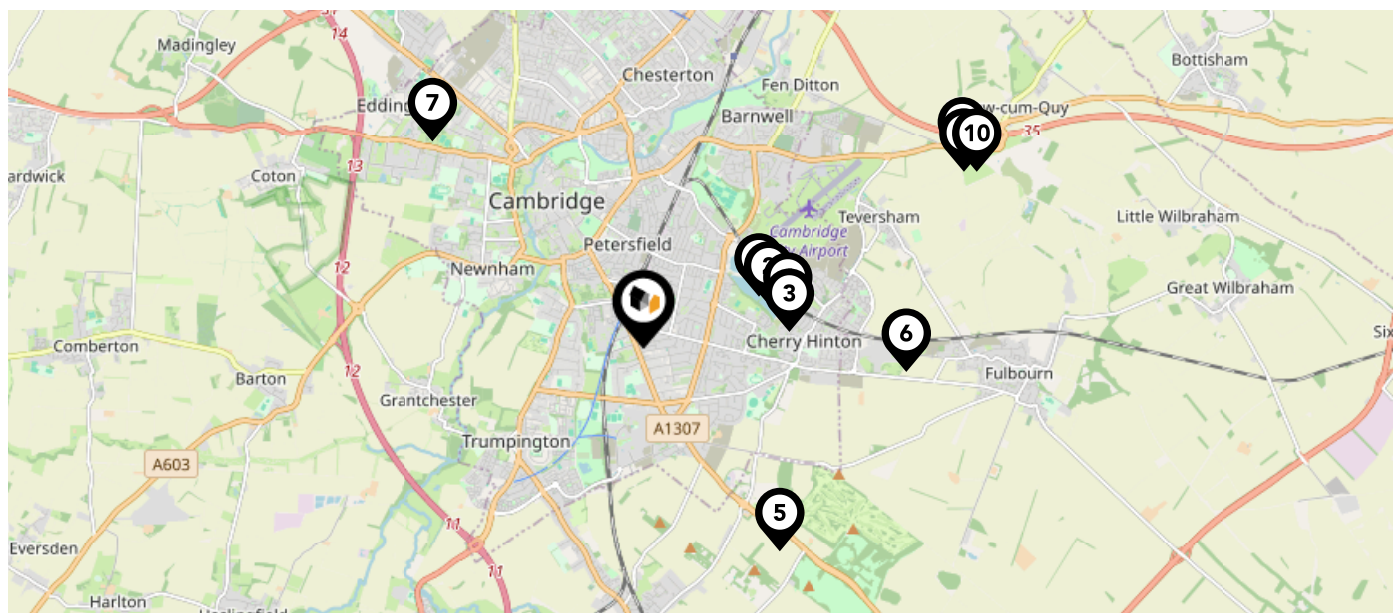 14
Madingley
Chesterton
Fen Ditton
Bottisham
7
Edding
w-cum-Quy
Barnwell
10
35
13
ardwick
Coton
Cambridge
Teversham
Little Wilbraham
Cambridge
y Airport
Petersfield
Newnham
12
2
3
Great Wilbraham
Six
6
Comberton
Cherry Hinton
12
Barton
Fulbourn
Grantchester
A1307
Trumpington
A603
5
11
Eversden
11
Harlton